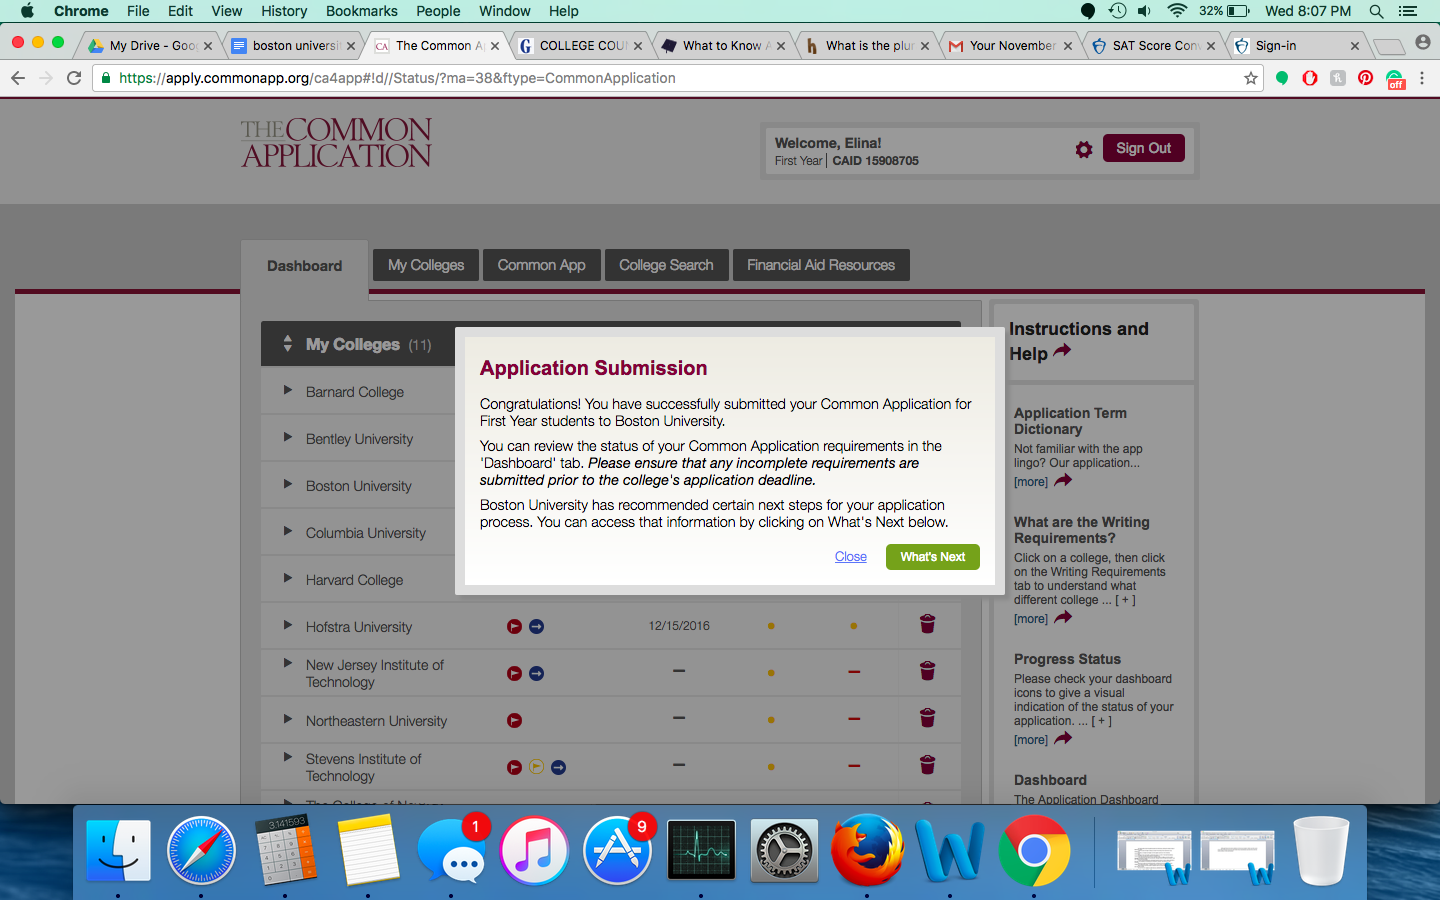 Chrome File Edit View History Bookmarks People Window Help 32% Wed 8:07 PM
My Drive - Goog boston universit The Common A COLLEGE COU What to Know A What is the plur Your November SAT Score Con Sign-in
https://apply.commonapp.org/ca4app#!d//Status/?ma=38&ftype=CommonApplication
off
THE COMMON
APPLICATION
Welcome, Elina!
First Year | CAID 15908705
Sign Out
Dashboard My Colleges Common App College Search Financial Aid Resources
My Colleges (11)
Barnard College
Bentley University
Boston University
Columbia University
Harvard College
Hofstra University 12/15/2016
New Jersey Institute of
Technology
Northeastern University
Stevens Institute of
Technology
Application Submission
Congratulations! You have successfully submitted your Common Application for
First Year students to Boston University.
You can review the status of your Common Application requirements in the
'Dashboard' tab. Please ensure that any incomplete requirements are
submitted prior to the college's application deadline.
Boston University has recommended certain next steps for your application
process. You can access that information by clicking on What's Next below.
Close What's Next
Instructions and
Help
Application Term
Dictionary
Not familiar with the app
lingo? Our application...
[more]
What are the Writing
Requirements?
Click on a college, then click
on the Writing Requirements
tab to understand what
different college ... [ + ]
[more]
Progress Status
Please check your dashboard
icons to give a visual
indication of the status of your
application. ... [ + ]
[more]
Dashboard
The Application Dashboard
3.141593
1
9